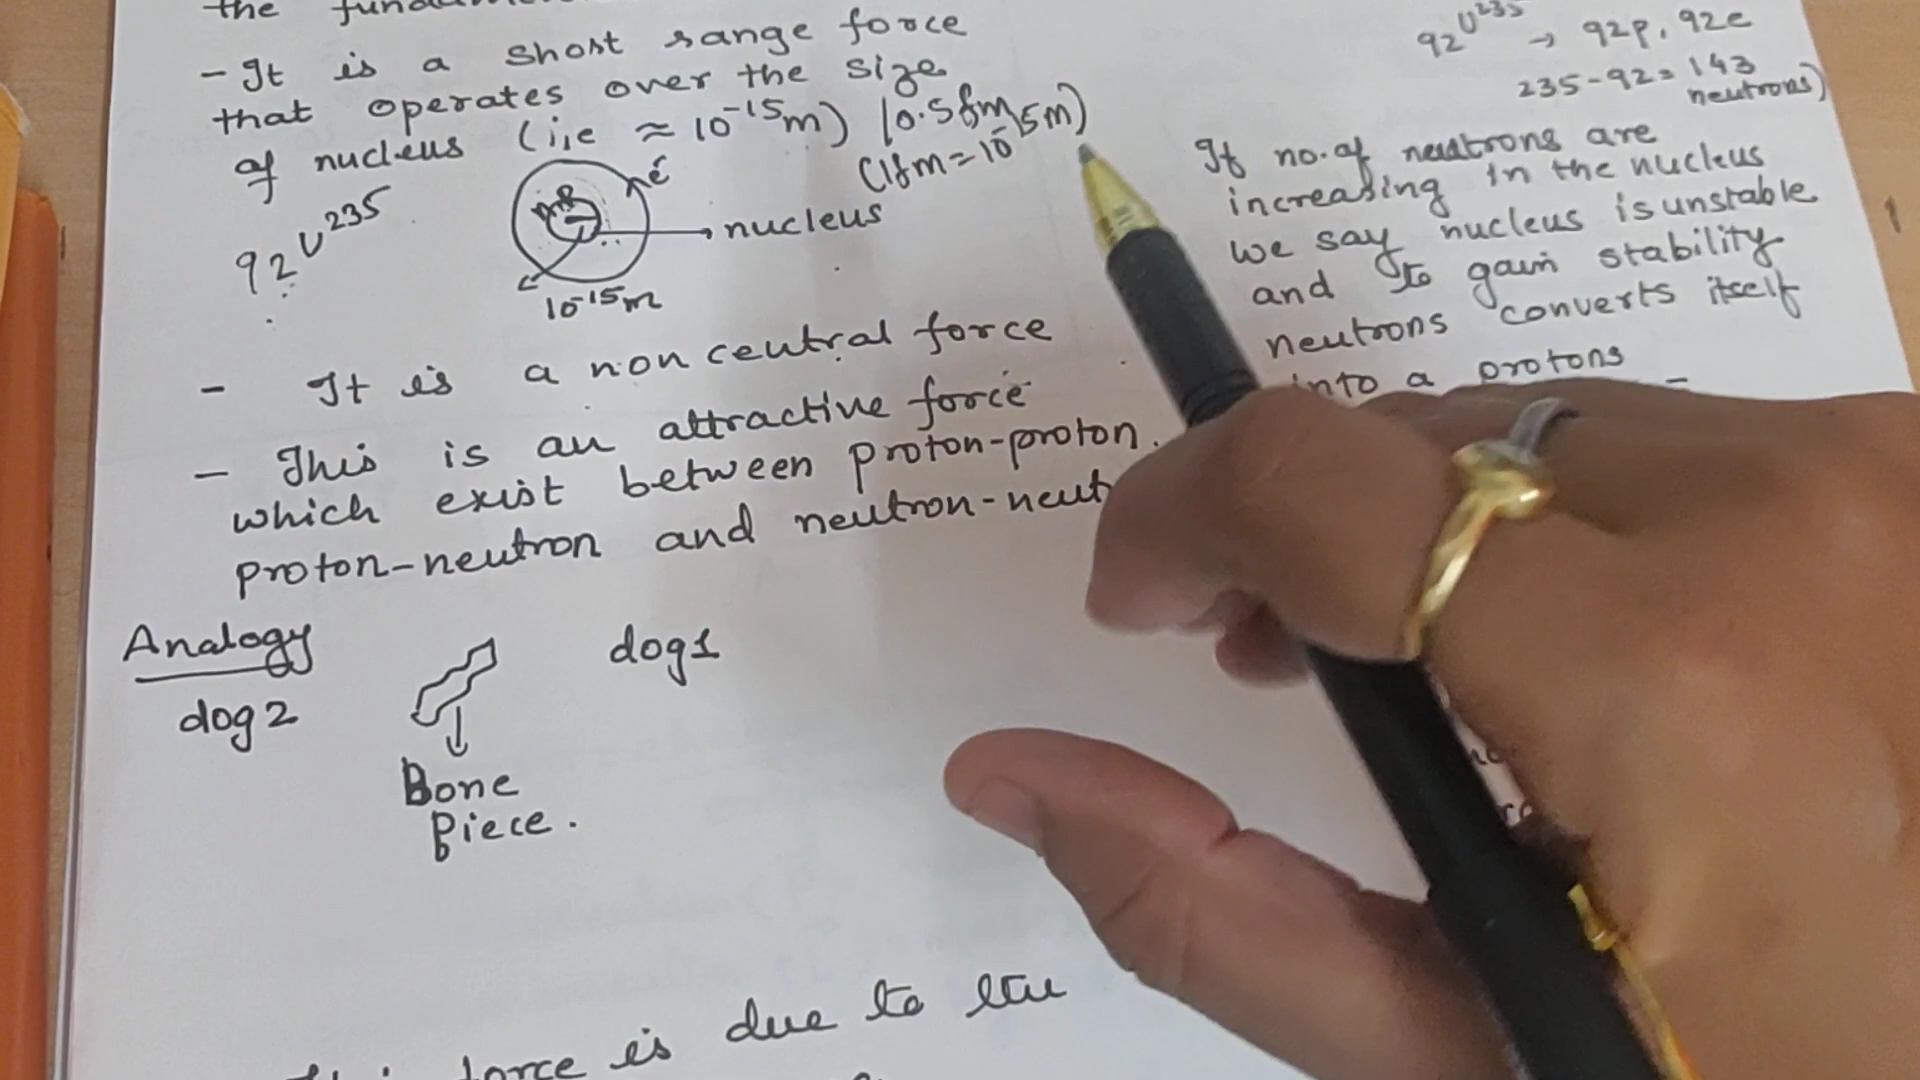 the
- It is a short range force
that operates over the size
of nucleus (i,e ≈ 10⁻¹⁵m) (0.5fm
(1fm = 10⁻¹⁵m)
e⁻
92U²³⁵
nucleus
10⁻¹⁵m
- It is a non central force
- This is an attractive force
which exist between proton-proton.
proton-neutron and neutron-neut
Analogy
dog 2
dog1
Bone
Piece.
force is due to
92U²³⁵ → 92p, 92e
235-92=143
neutrons)
If no. of neutrons are
increasing in the nucleus
we say nucleus is unstable
and to gain stability
neutrons converts itself
into a protons